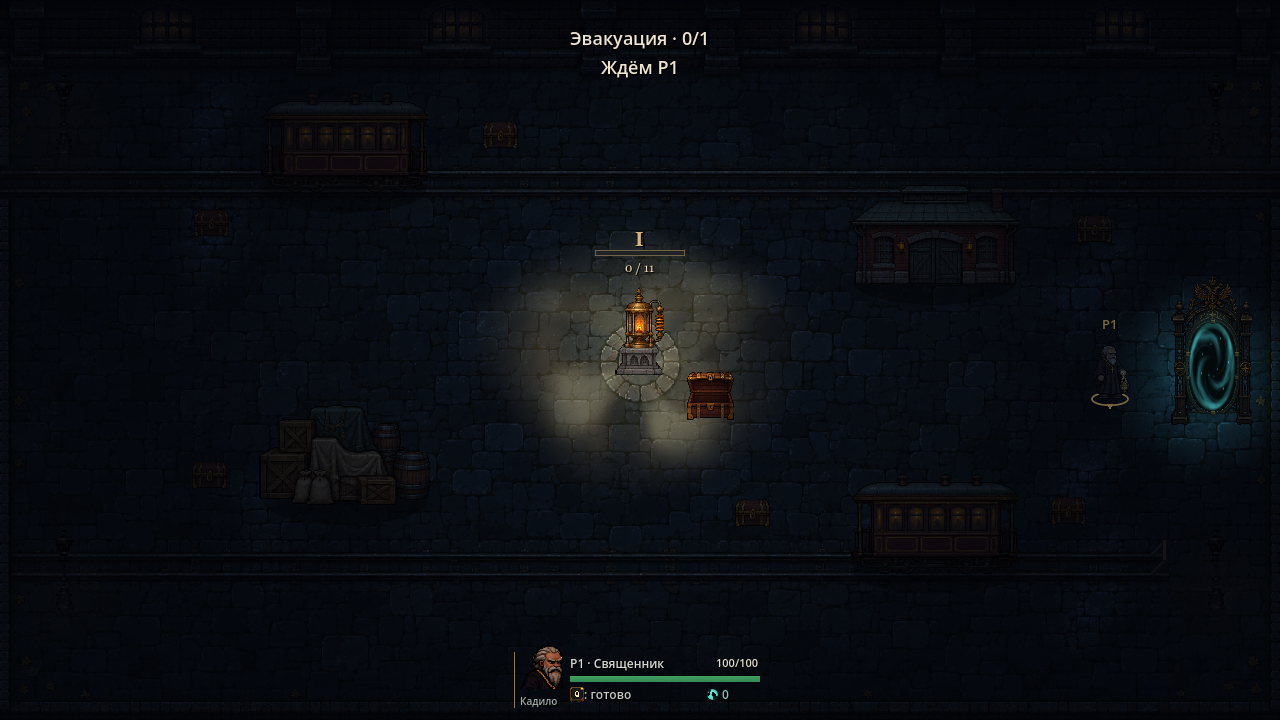 Эвакуация · 0/1
Ждём P1
I
0 / 11
P1
P1 · Священник 100/100
Q : готово 0
Кадило